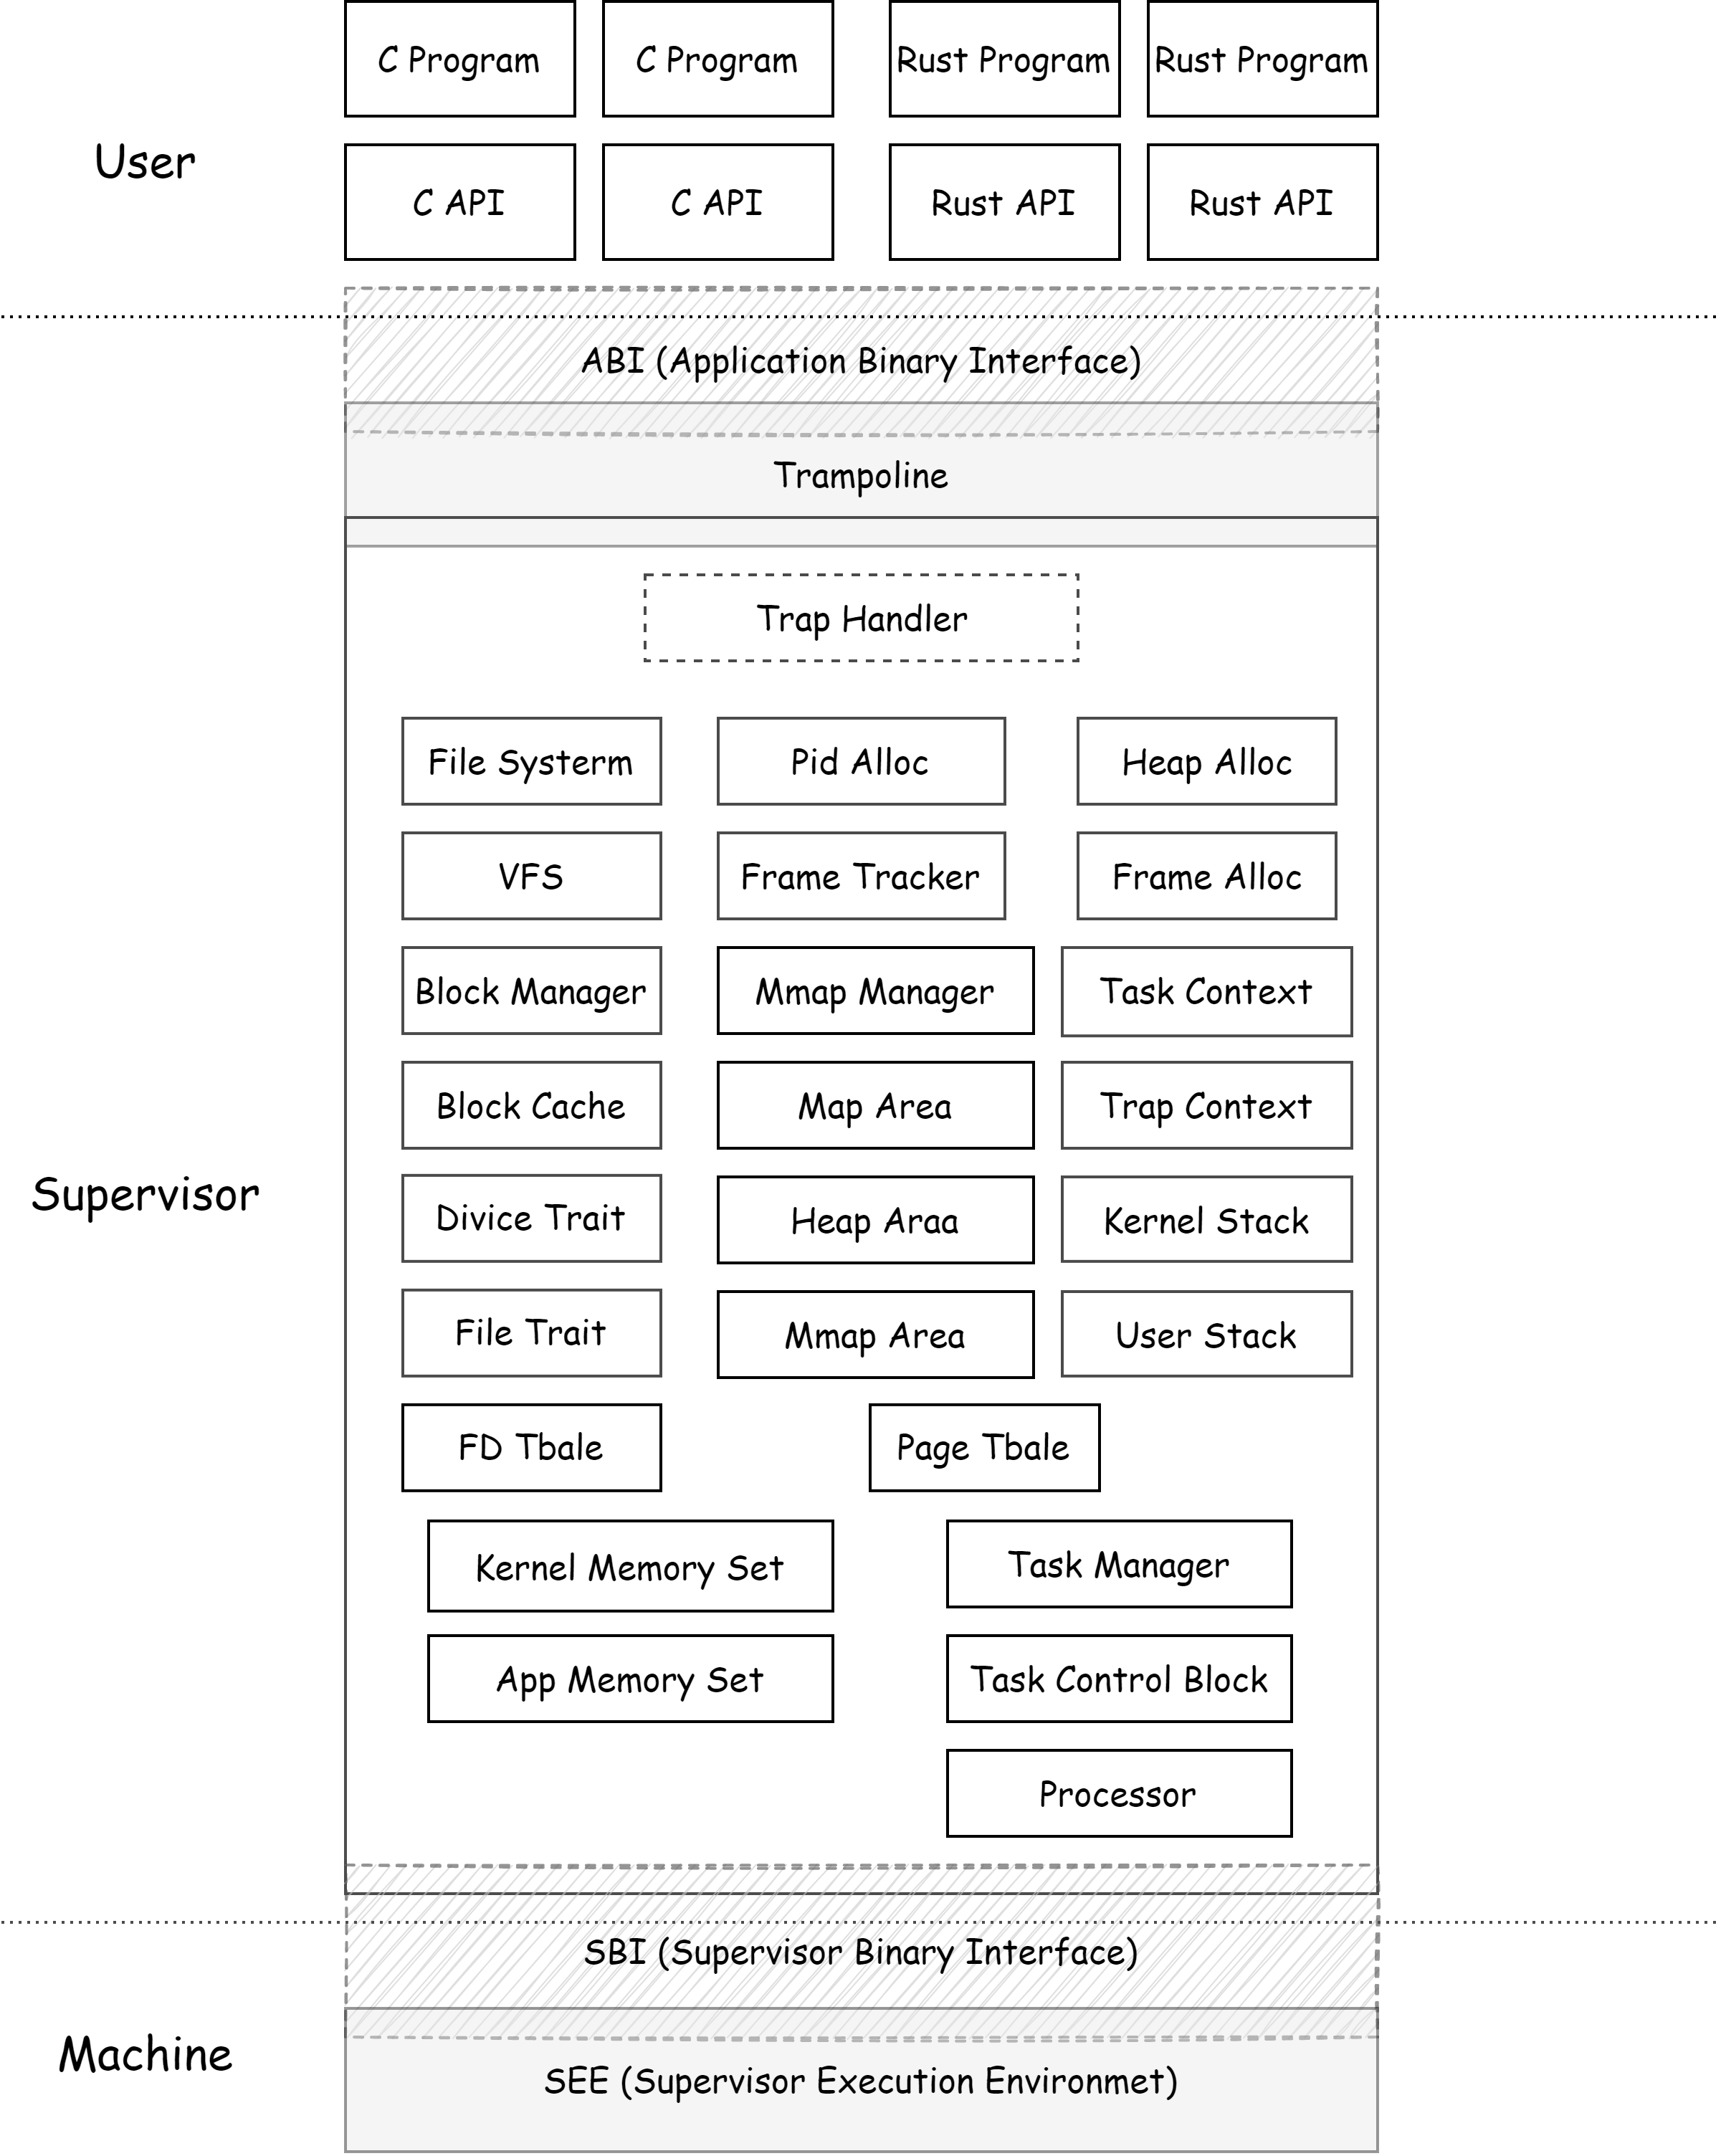 C Program
C Program
Rust Program
Rust Program
User
C API
C API
Rust API
Rust API
ABI (Application Binary Interface)
Trampoline
Trap Handler
File Systerm
Pid Alloc
Heap Alloc
VFS
Frame Tracker
Frame Alloc
Block Manager
Mmap Manager
Task Context
Block Cache
Map Area
Trap Context
Supervisor
Divice Trait
Heap Araa
Kernel Stack
File Trait
Mmap Area
User Stack
FD Tbale
Page Tbale
Kernel Memory Set
Task Manager
App Memory Set
Task Control Block
Processor
SBI (Supervisor Binary Interface)
Machine
SEE (Supervisor Execution Environmet)